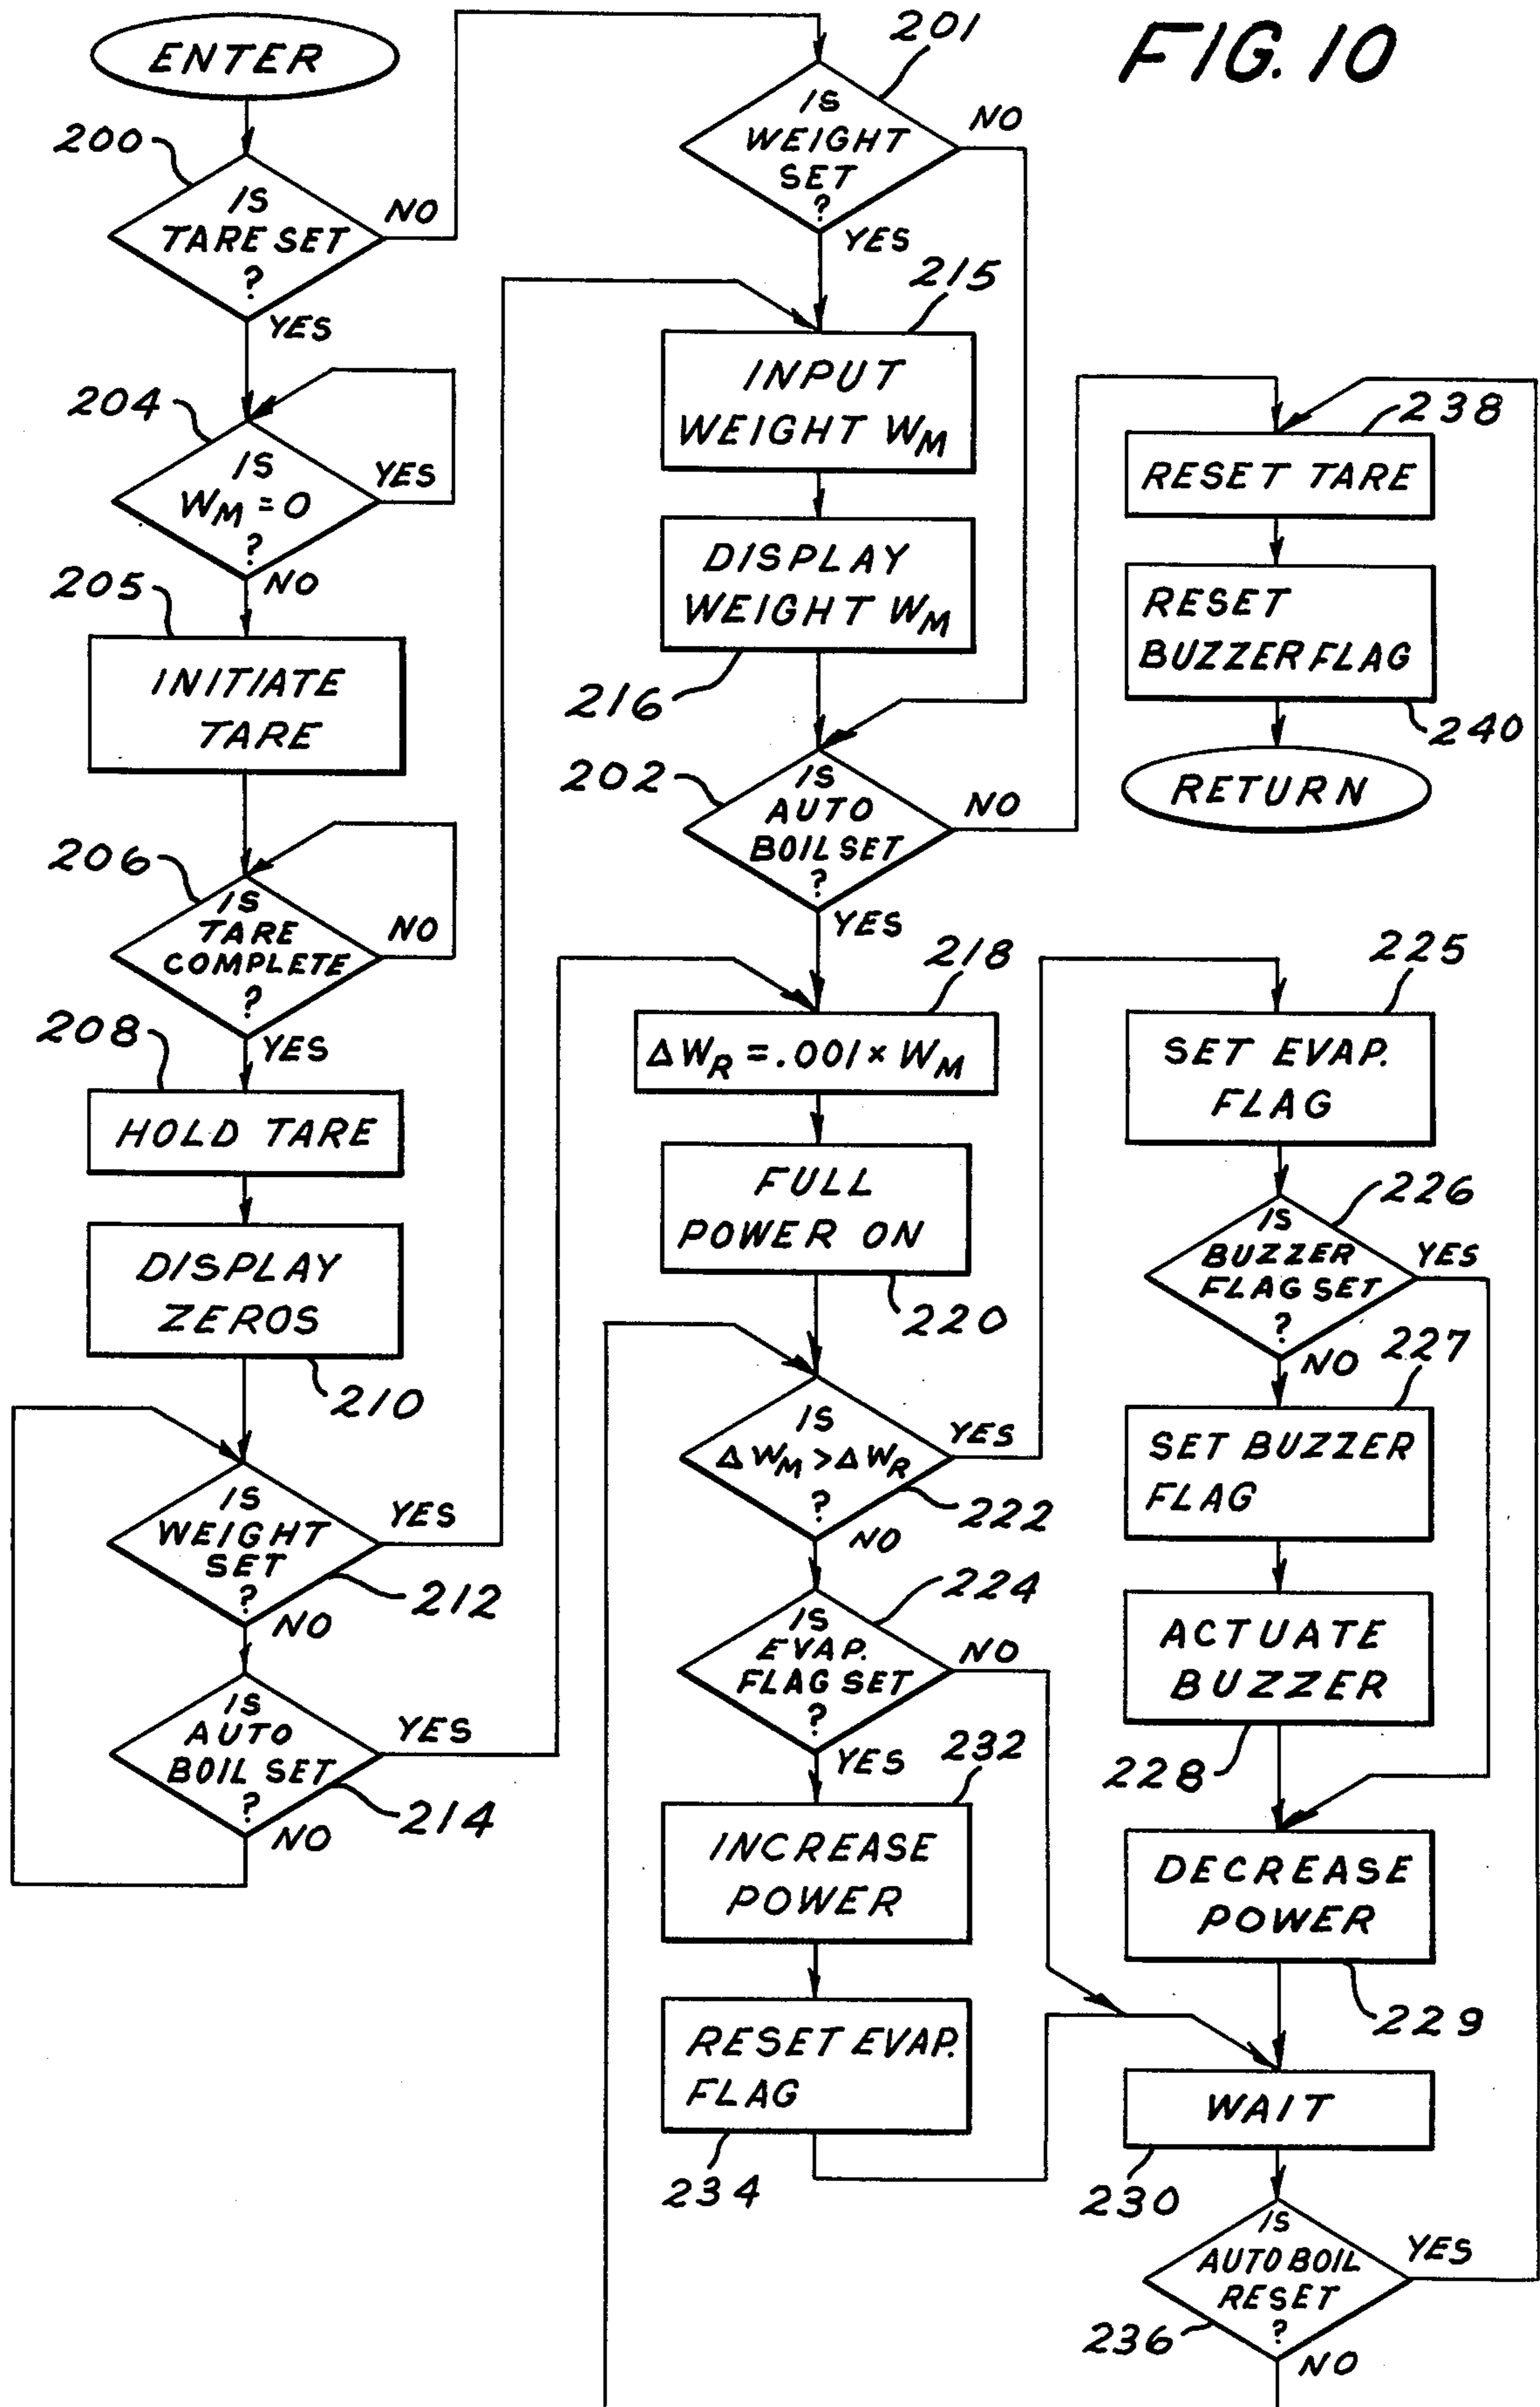 FIG. 10
ENTER
200
IS
TARE SET
?
NO
YES
204
IS
WM = 0
?
YES
NO
205
INITIATE
TARE
206
IS
TARE
COMPLETE
?
NO
YES
208
HOLD TARE
DISPLAY
ZEROS
210
IS
WEIGHT
SET
?
YES
212
NO
IS
AUTO
BOIL SET
?
YES
214
NO
201
IS
WEIGHT
SET
?
NO
YES
215
INPUT
WEIGHT WM
DISPLAY
WEIGHT WM
216
202
IS
AUTO
BOIL SET
?
NO
YES
218
ΔWR = .001 × WM
FULL
POWER ON
220
IS
ΔWM > ΔWR
?
YES
222
NO
224
IS
EVAP.
FLAG SET
?
NO
YES
232
INCREASE
POWER
RESET EVAP.
FLAG
234
238
RESET TARE
RESET
BUZZER FLAG
240
RETURN
225
SET EVAP.
FLAG
226
IS
BUZZER
FLAG SET
?
YES
NO
227
SET BUZZER
FLAG
ACTUATE
BUZZER
228
DECREASE
POWER
229
WAIT
230
IS
AUTO BOIL
RESET
?
YES
236
NO